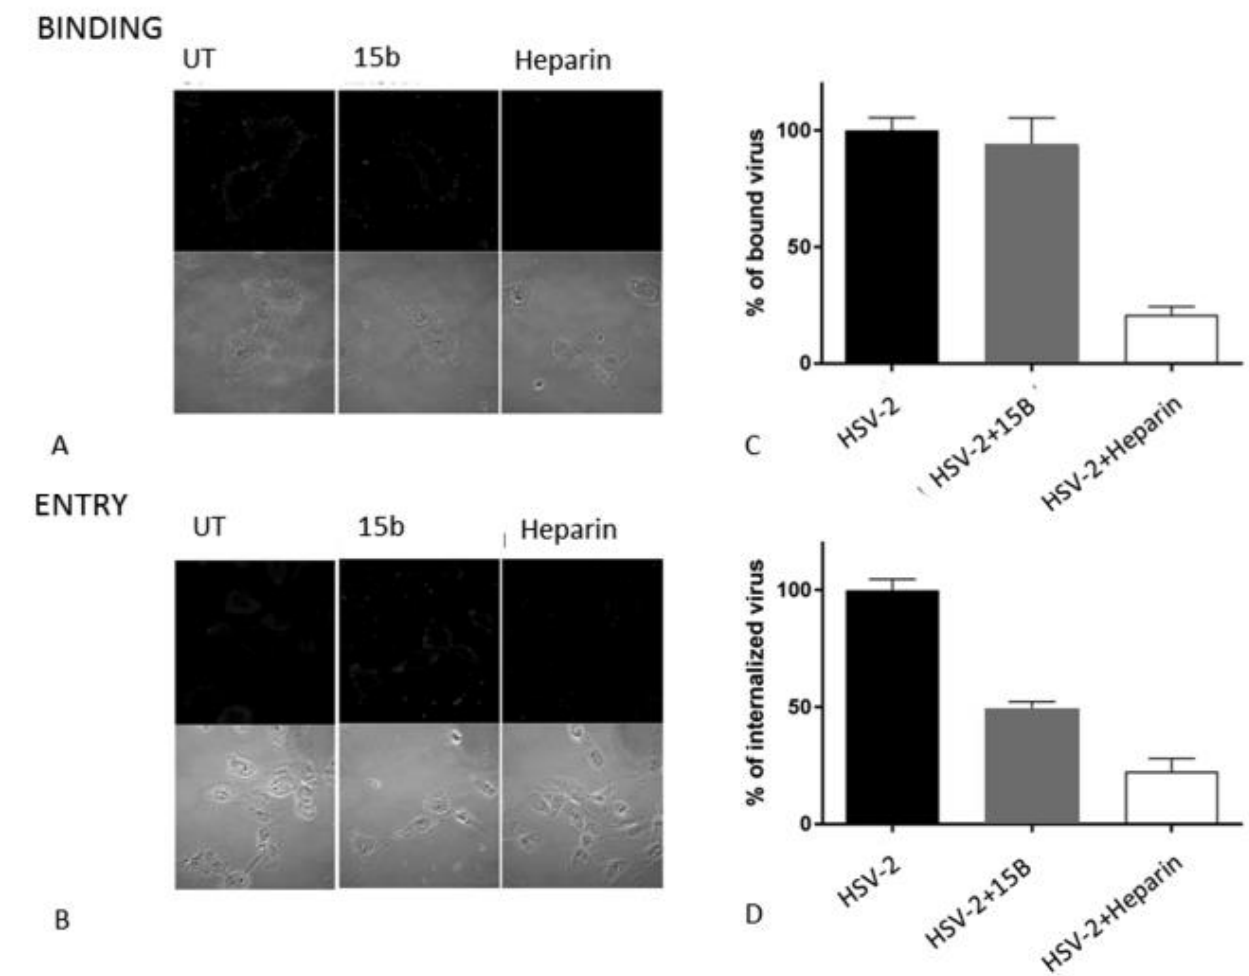 BINDING
UT
15b
Heparin
A
% of bound virus
100
50
0
HSV-2
HSV-2+15B
HSV-2+Heparin
C
ENTRY
UT
15b
Heparin
B
% of internalized virus
100
50
0
HSV-2
HSV-2+15B
HSV-2+Heparin
D